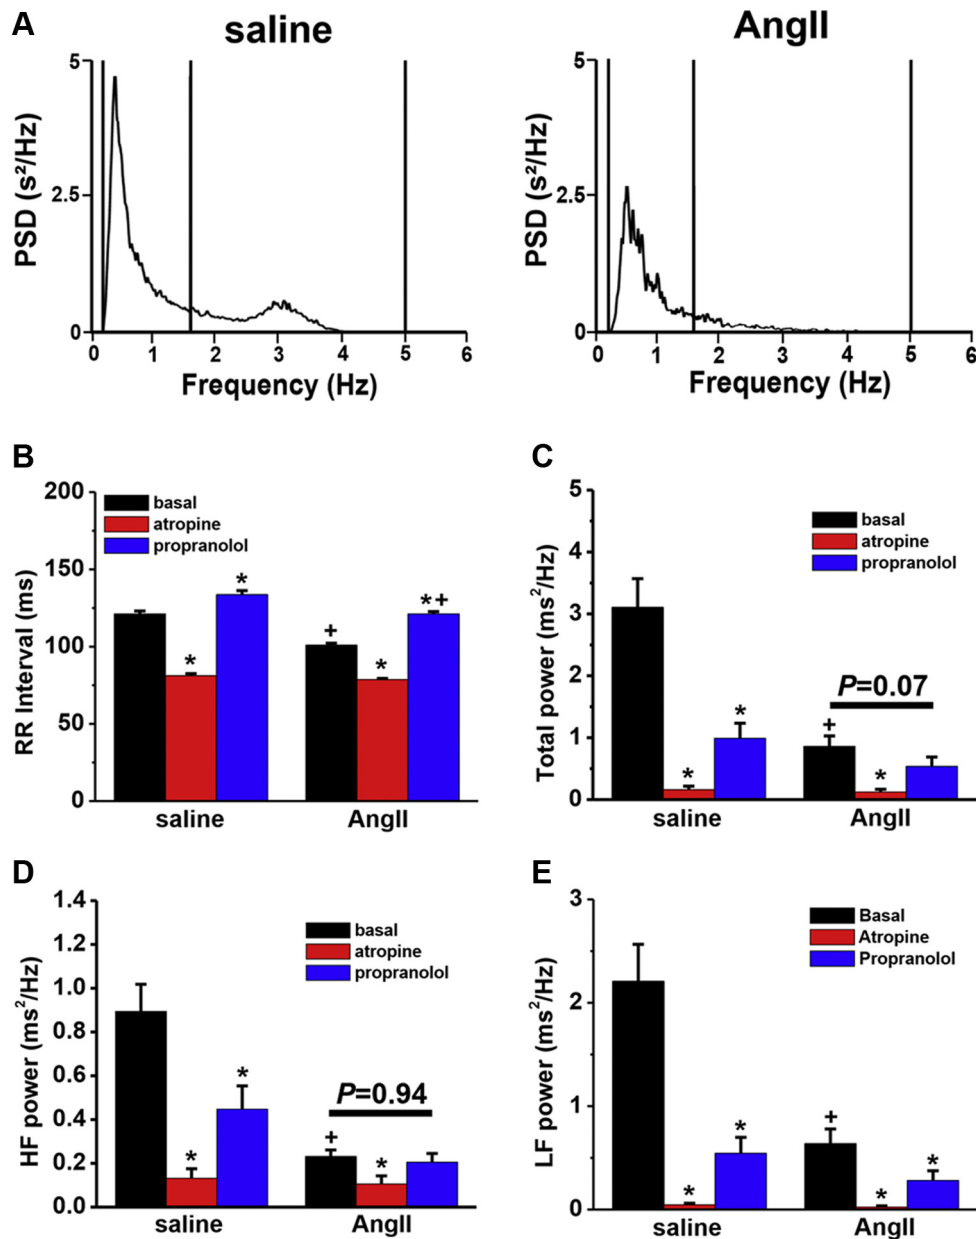 A
saline
AngII
PSD (s²/Hz)
5
2.5
0
0 1 2 3 4 5 6
Frequency (Hz)
PSD (s²/Hz)
5
2.5
0
0 1 2 3 4 5 6
Frequency (Hz)
B
RR Interval (ms)
200
150
100
50
0
basal
atropine
propranolol
*
*
+
*
*+
saline AngII
C
Total power (ms²/Hz)
5
4
3
2
1
0
basal
atropine
propranolol
P=0.07
*
*
+
*
saline AngII
D
HF power (ms²/Hz)
1.4
1.2
1.0
0.8
0.6
0.4
0.2
0.0
basal
atropine
propranolol
P=0.94
*
*
+
*
saline AngII
E
LF power (ms²/Hz)
3
2
1
0
Basal
Atropine
Propranolol
*
*
+
*
*
saline AngII